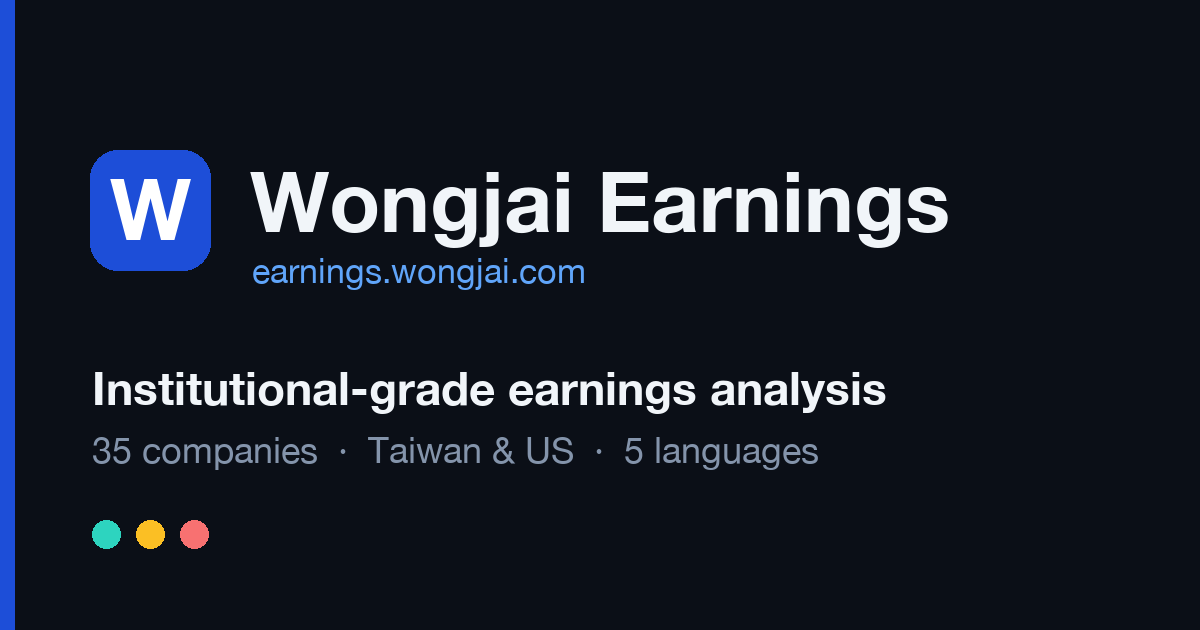 W
Wongjai Earnings
earnings.wongjai.com
Institutional-grade earnings analysis
35 companies · Taiwan & US · 5 languages